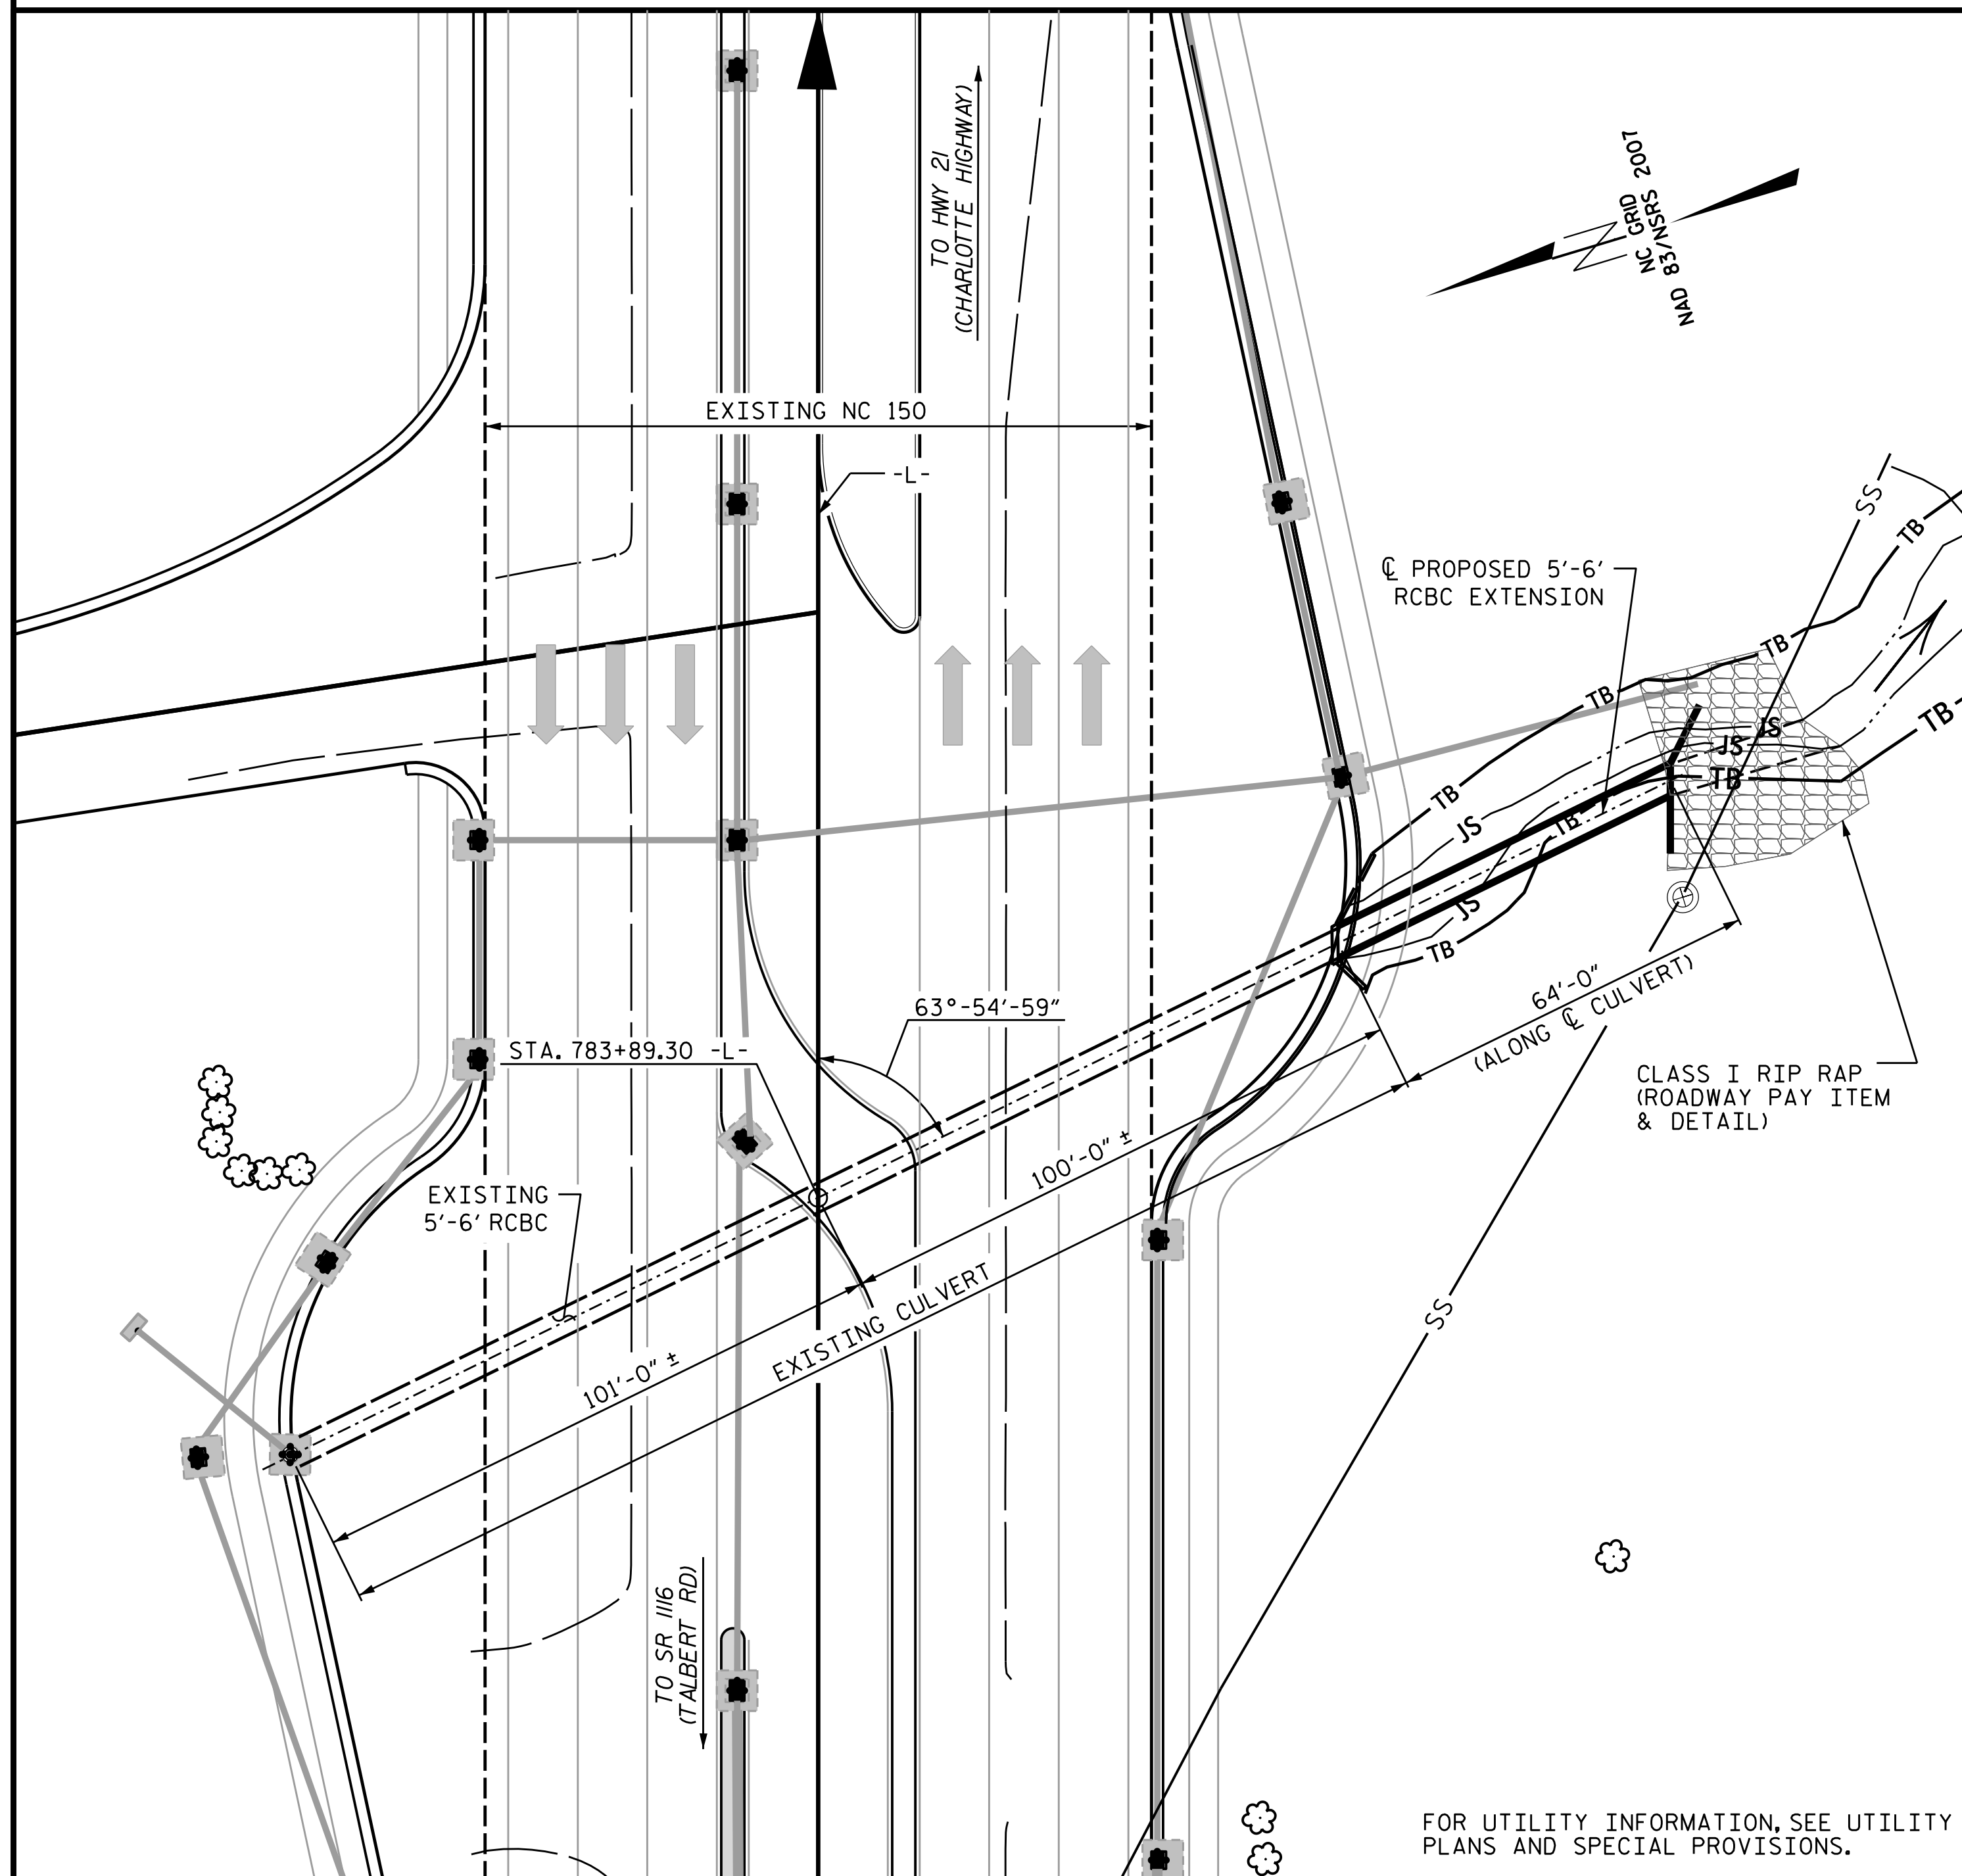 TO HWY 21
(CHARLOTTE HIGHWAY)
NC GRID
NAD 83/NSRS 2007
EXISTING NC 150
-L-
SS
TB
℄ PROPOSED 5'-6'
RCBC EXTENSION
TB
TB
JS
JS
TB
TB
TB
JS
TB
JS
TB
63°-54'-59"
STA. 783+89.30 -L-
64'-0"
(ALONG ℄ CULVERT)
CLASS I RIP RAP
(ROADWAY PAY ITEM
& DETAIL)
100'-0" ±
EXISTING
5'-6' RCBC
EXISTING CULVERT
101'-0" ±
SS
TO SR 1116
(TALBERT RD)
FOR UTILITY INFORMATION, SEE UTILITY
PLANS AND SPECIAL PROVISIONS.